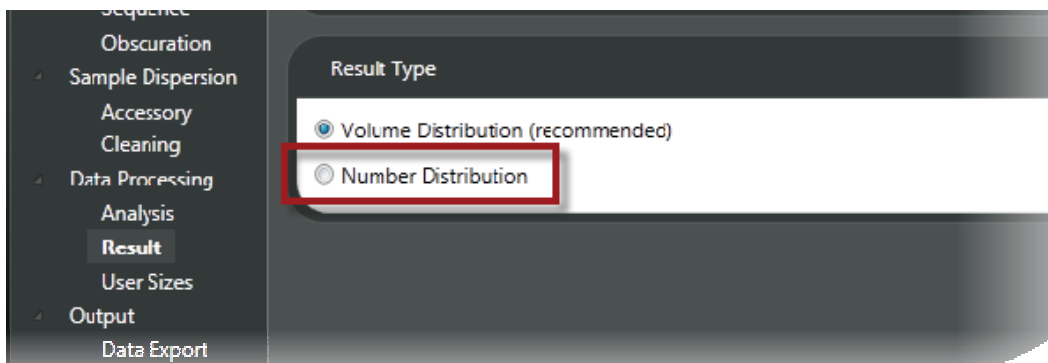 Sequence
Obscuration
Sample Dispersion
Accessory
Cleaning
Data Processing
Analysis
Result
User Sizes
Output
Data Export
Result Type
Volume Distribution (recommended)
Number Distribution